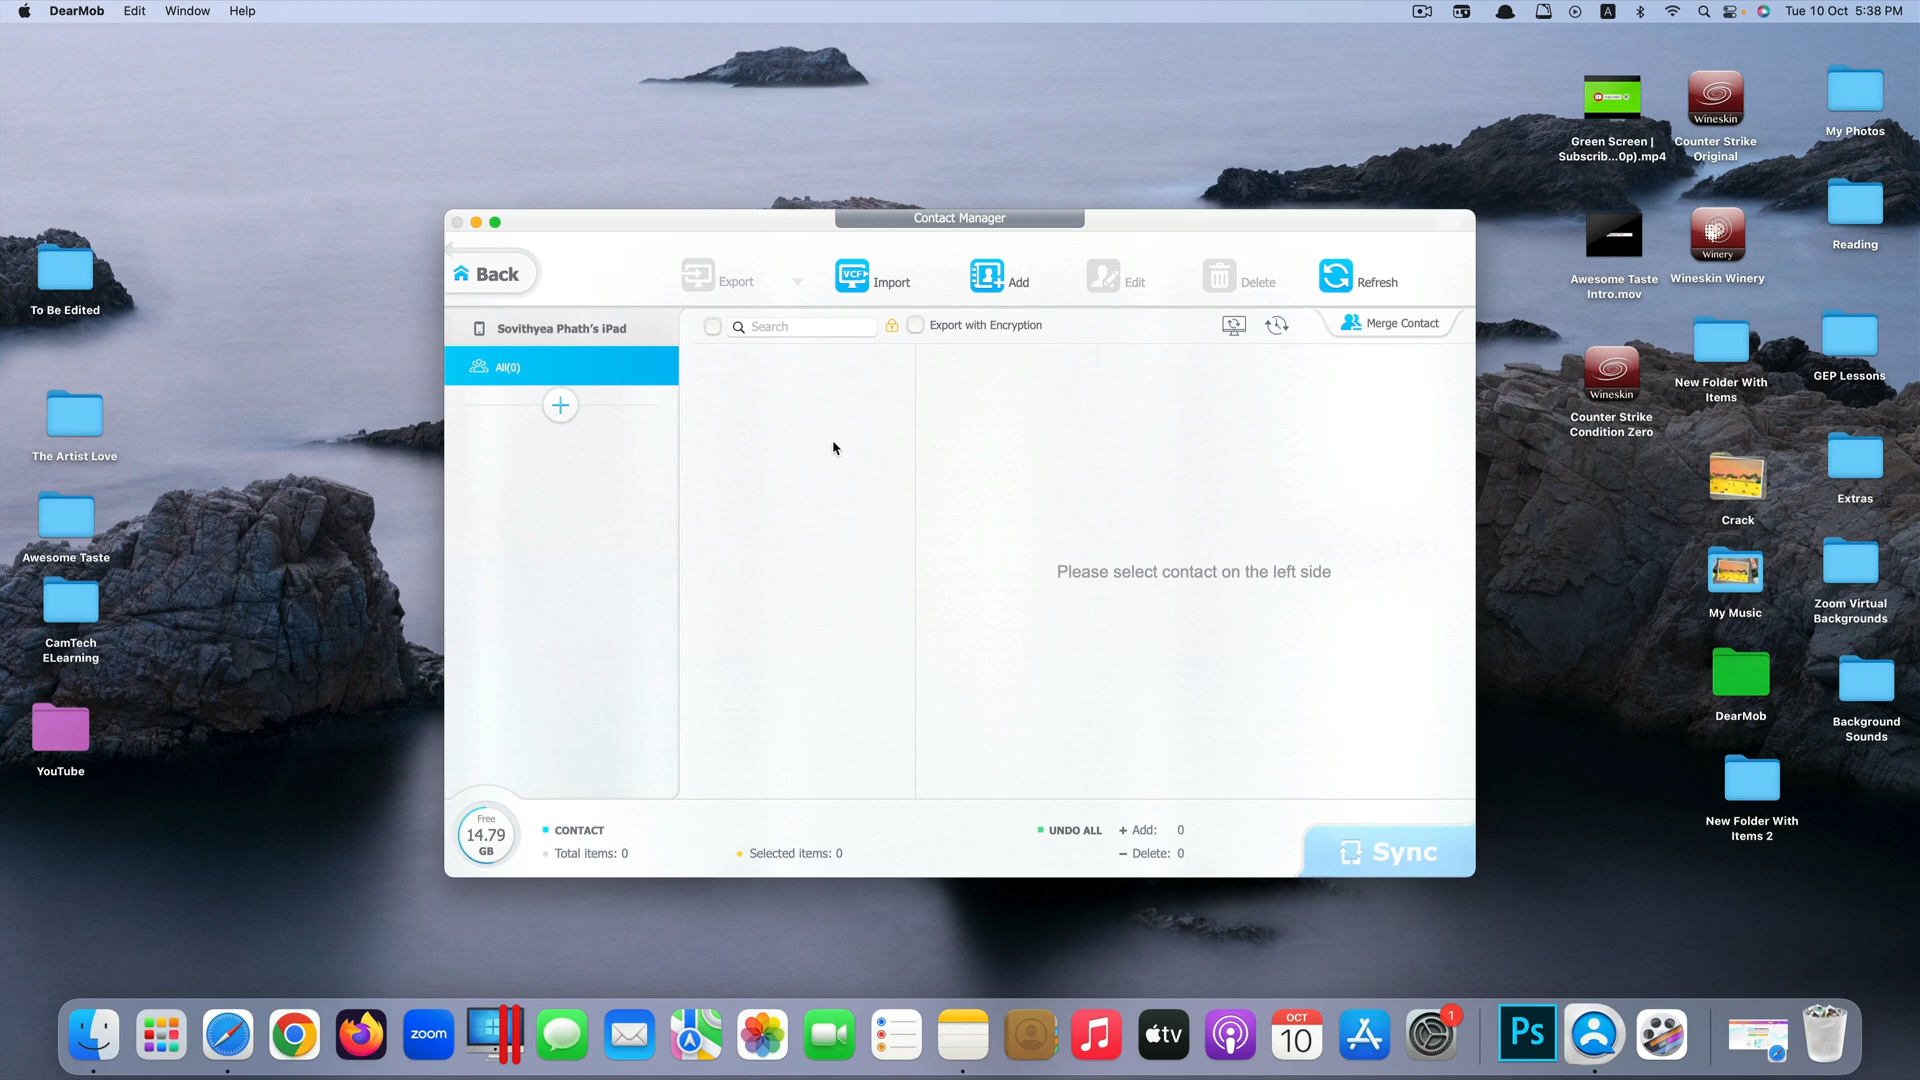 DearMob Edit Window Help
A Tue 10 Oct 5:38 PM
Green Screen |
Subscrib...0p).mp4
Wineskin
Counter Strike
Original
My Photos
Reading
Awesome Taste
Intro.mov
Winery
Wineskin Winery
Wineskin
Counter Strike
Condition Zero
New Folder With
Items
GEP Lessons
Crack
Extras
My Music
Zoom Virtual
Backgrounds
DearMob
Background
Sounds
New Folder With
Items 2
To Be Edited
The Artist Love
Awesome Taste
CamTech
ELearning
YouTube
Contact Manager
Back
Export
VCF Import
Add
Edit
Delete
Refresh
Sovithyea Phath's iPad
Search
Export with Encryption
Merge Contact
All(0)
Please select contact on the left side
Free
14.79
GB
CONTACT
Total items: 0
Selected items: 0
UNDO ALL + Add: 0
− Delete: 0
Sync
zoom
tv
OCT
10
1
Ps